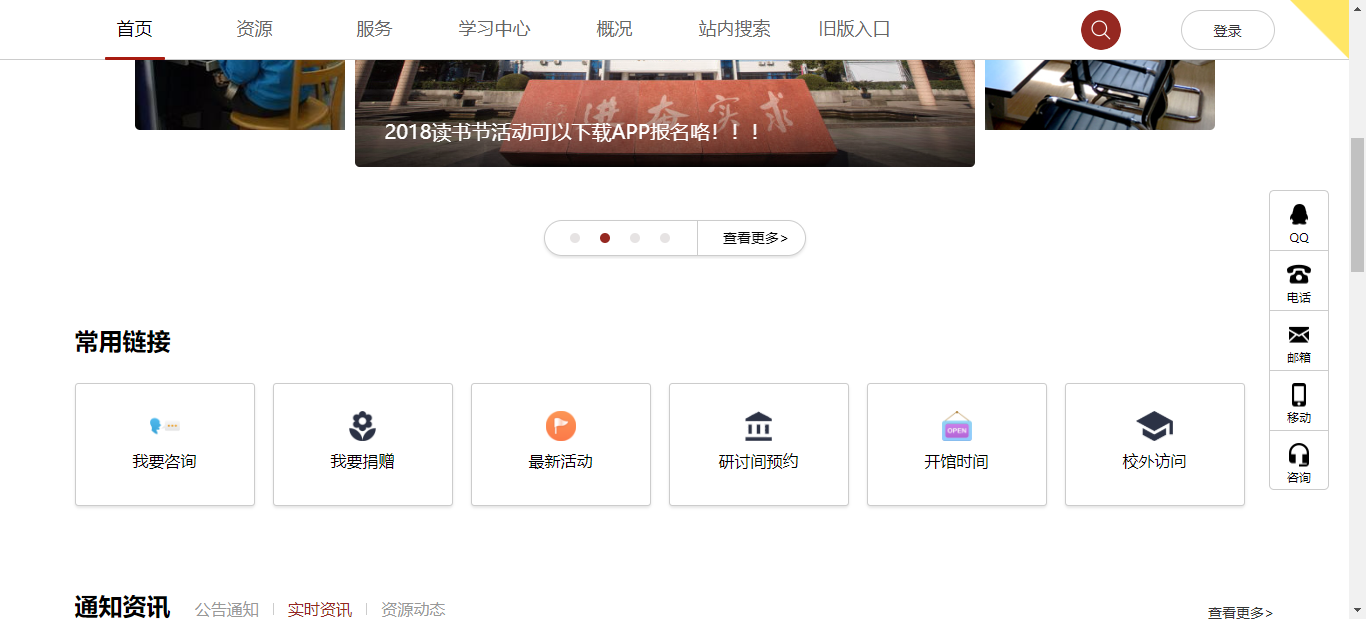 首页 资源 服务 学习中心 概况 站内搜索 旧版入口 登录
进奋实求
2018读书节活动可以下载APP报名咯！！！
查看更多>
QQ
电话
邮箱
移动
咨询
常用链接
我要咨询 我要捐赠 最新活动 研讨间预约 OPEN 开馆时间 校外访问
通知资讯 公告通知 实时资讯 资源动态 查看更多>